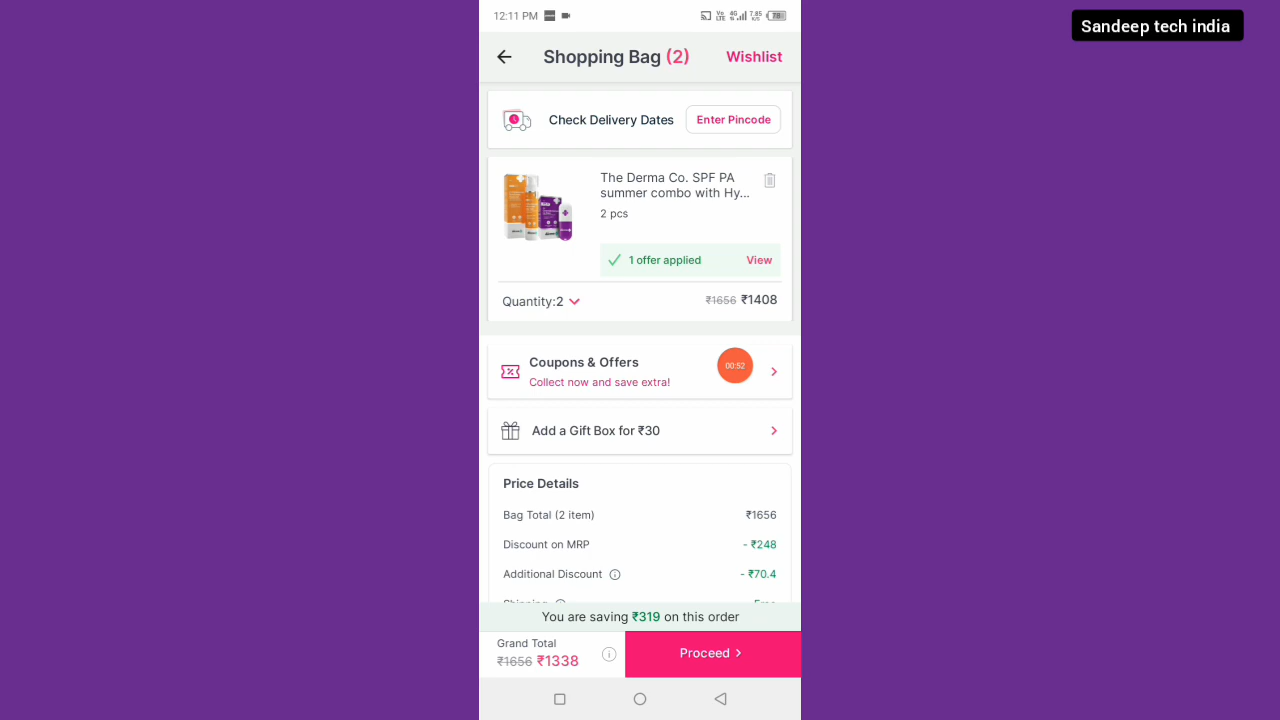 Sandeep tech india
12:11 PM
78
Shopping Bag (2)
Wishlist
Check Delivery Dates
Enter Pincode
The Derma Co. SPF PA
summer combo with Hy...
2 pcs
1 offer applied
View
Quantity:2
₹1656 ₹1408
Coupons & Offers
Collect now and save extra!
00:52
Add a Gift Box for ₹30
Price Details
Bag Total (2 item)
₹1656
Discount on MRP
- ₹248
Additional Discount
- ₹70.4
You are saving ₹319 on this order
Grand Total
₹1656 ₹1338
Proceed